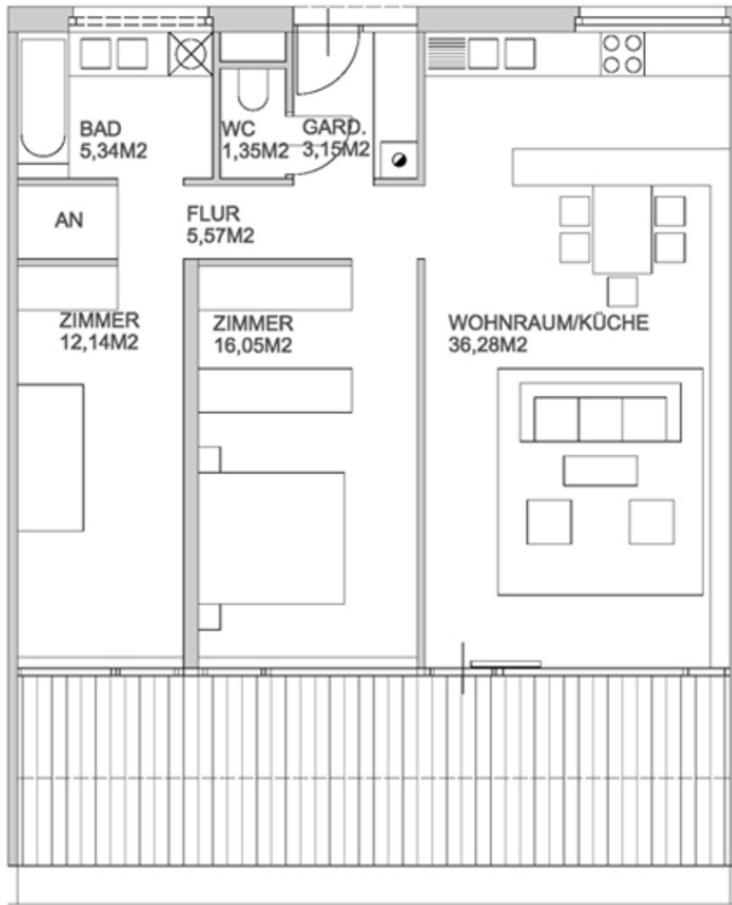 BAD
5,34M2
WC
1,35M2
GARD.
3,15M2
AN
FLUR
5,57M2
ZIMMER
12,14M2
ZIMMER
16,05M2
WOHNRAUM/KÜCHE
36,28M2